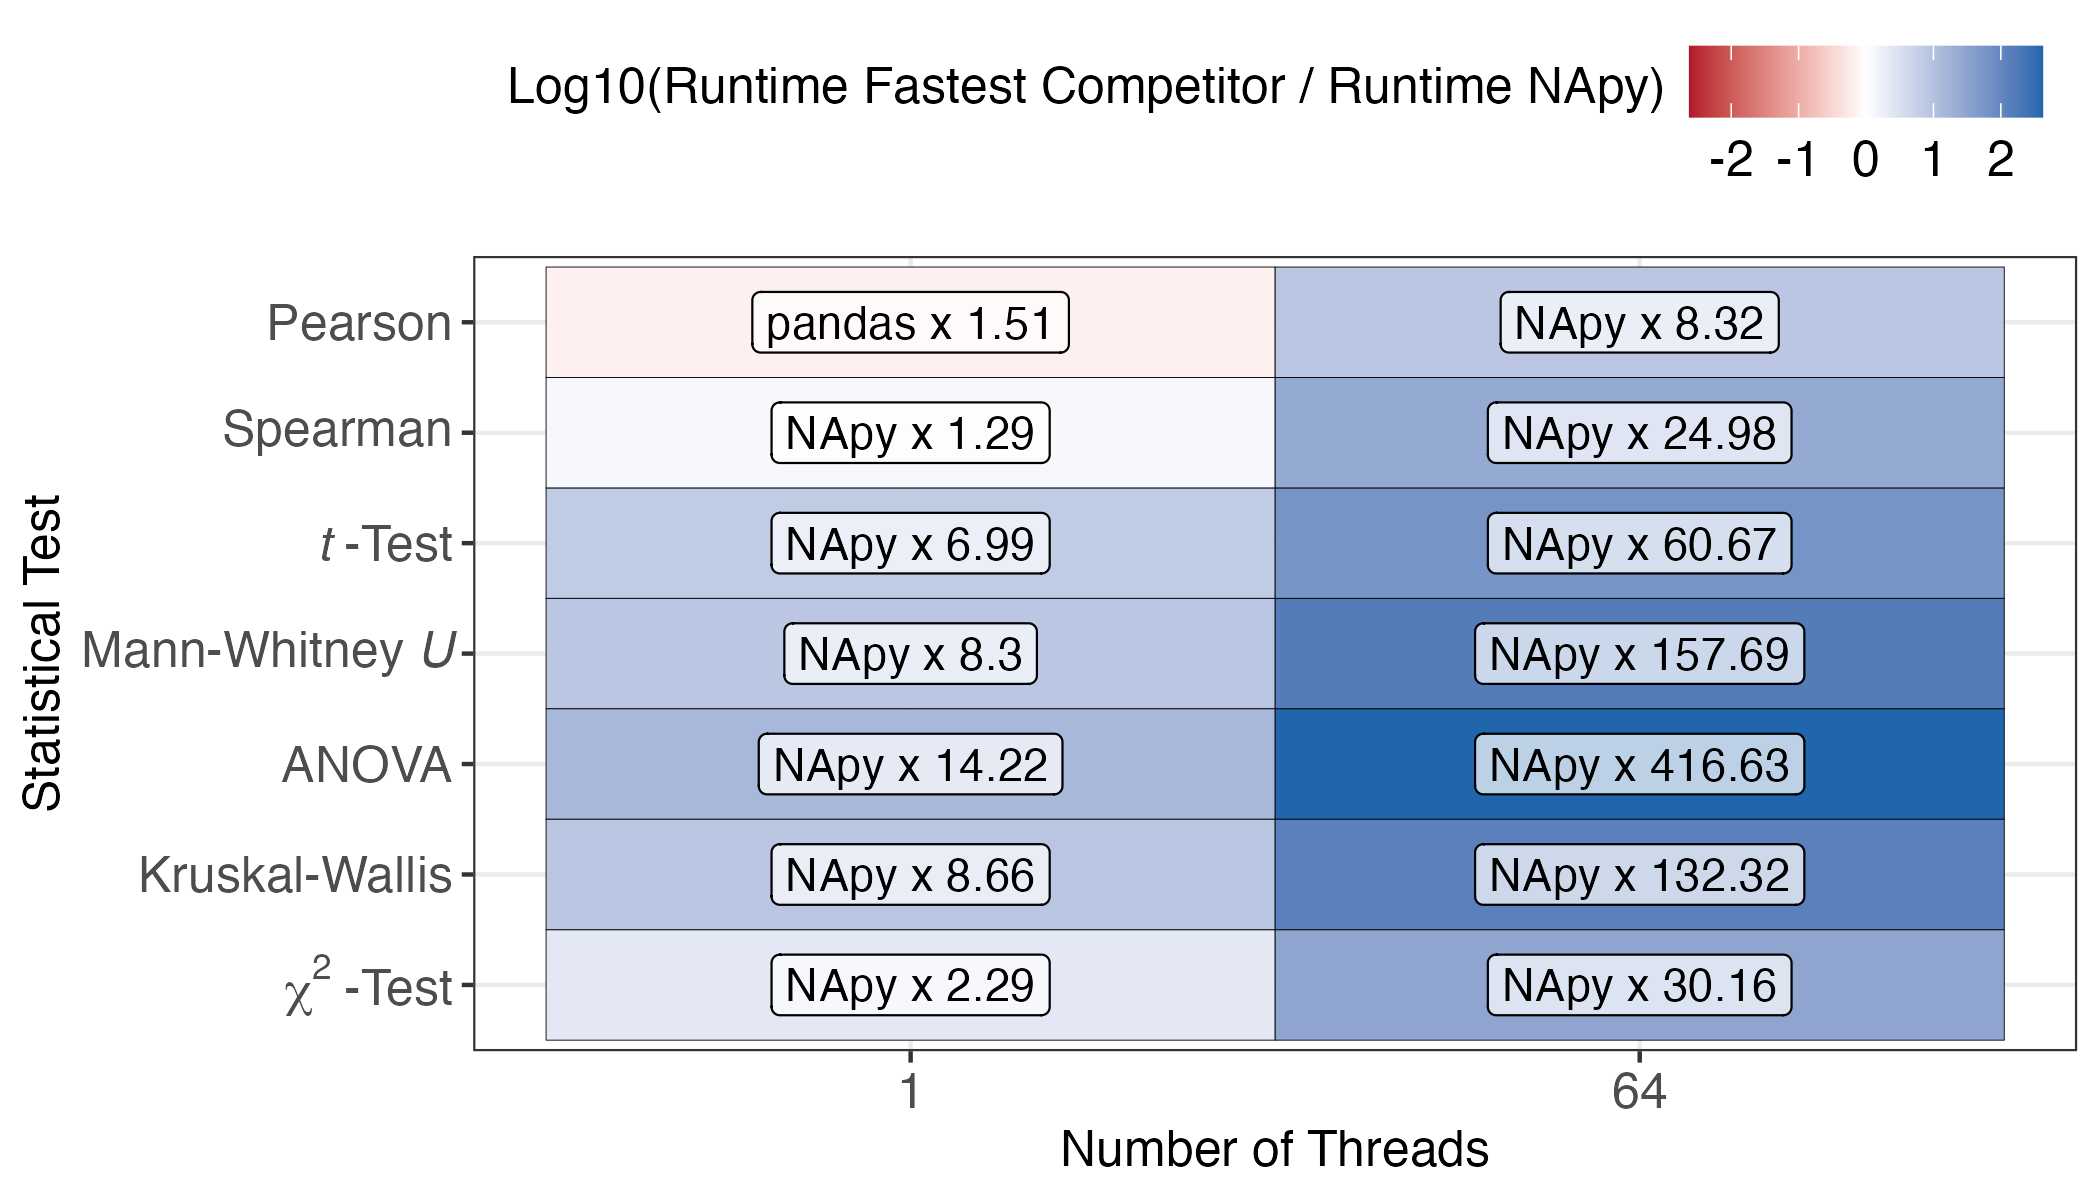 Log10(Runtime Fastest Competitor / Runtime NApy)
-2 -1 0 1 2
Statistical Test
Pearson pandas x 1.51 NApy x 8.32
Spearman NApy x 1.29 NApy x 24.98
t -Test NApy x 6.99 NApy x 60.67
Mann-Whitney U NApy x 8.3 NApy x 157.69
ANOVA NApy x 14.22 NApy x 416.63
Kruskal-Wallis NApy x 8.66 NApy x 132.32
χ² -Test NApy x 2.29 NApy x 30.16
1 64
Number of Threads